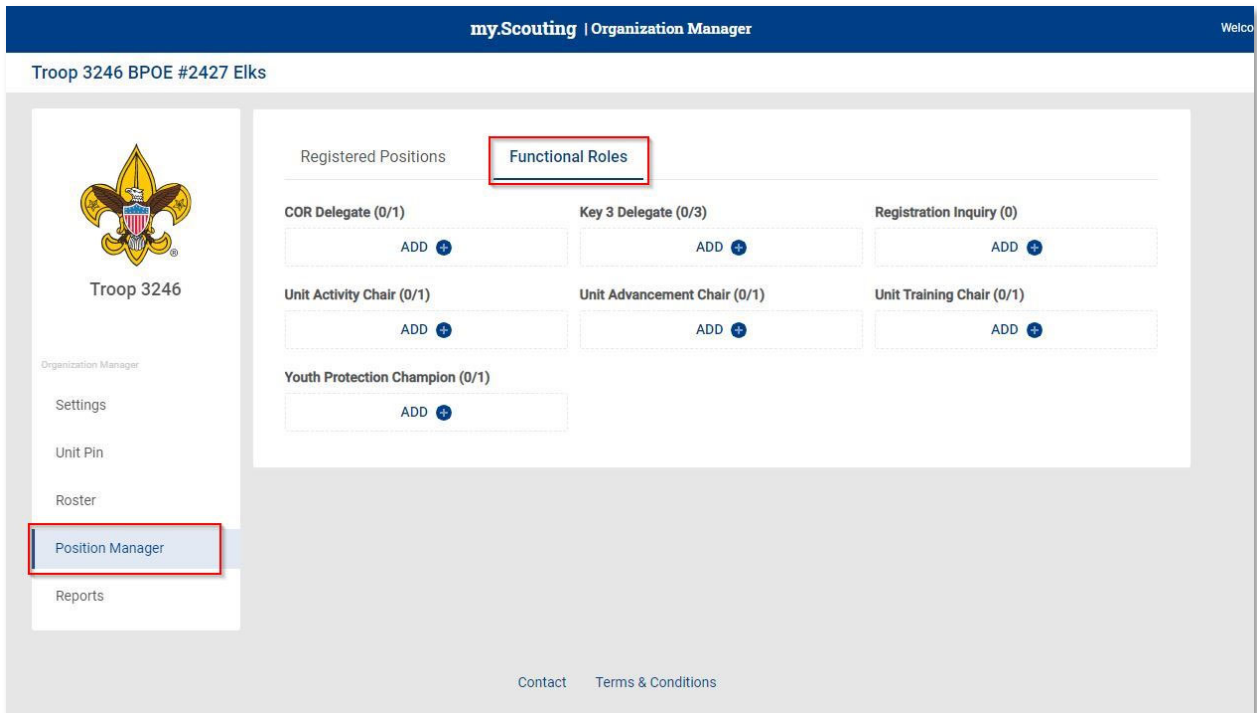 my.Scouting | Organization Manager
Welco
Troop 3246 BPOE #2427 Elks
Troop 3246
Organization Manager
Settings
Unit Pin
Roster
Position Manager
Reports
Registered Positions
Functional Roles
COR Delegate (0/1)
Key 3 Delegate (0/3)
Registration Inquiry (0)
ADD
ADD
ADD
Unit Activity Chair (0/1)
Unit Advancement Chair (0/1)
Unit Training Chair (0/1)
ADD
ADD
ADD
Youth Protection Champion (0/1)
ADD
Contact
Terms & Conditions